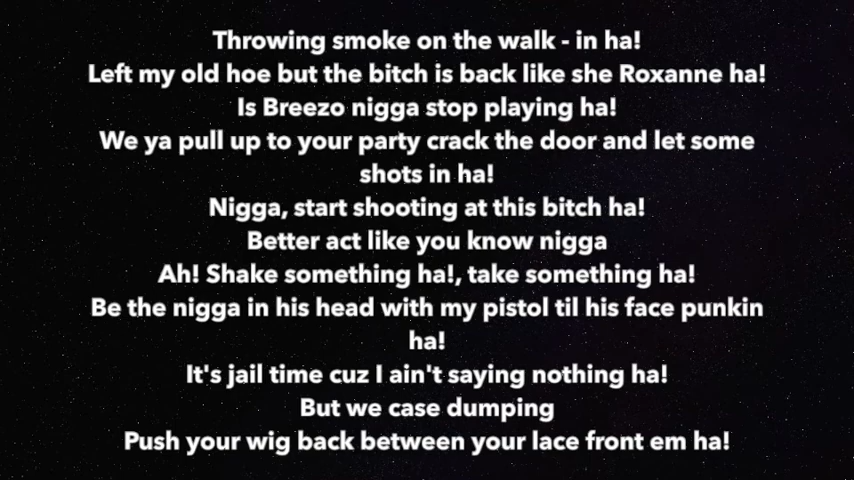 Throwing smoke on the walk - in ha!
Left my old hoe but the bitch is back like she Roxanne ha!
Is Breezo nigga stop playing ha!
We ya pull up to your party crack the door and let some
shots in ha!
Nigga, start shooting at this bitch ha!
Better act like you know nigga
Ah! Shake something ha!, take something ha!
Be the nigga in his head with my pistol til his face punkin
ha!
It's jail time cuz I ain't saying nothing ha!
But we case dumping
Push your wig back between your lace front em ha!